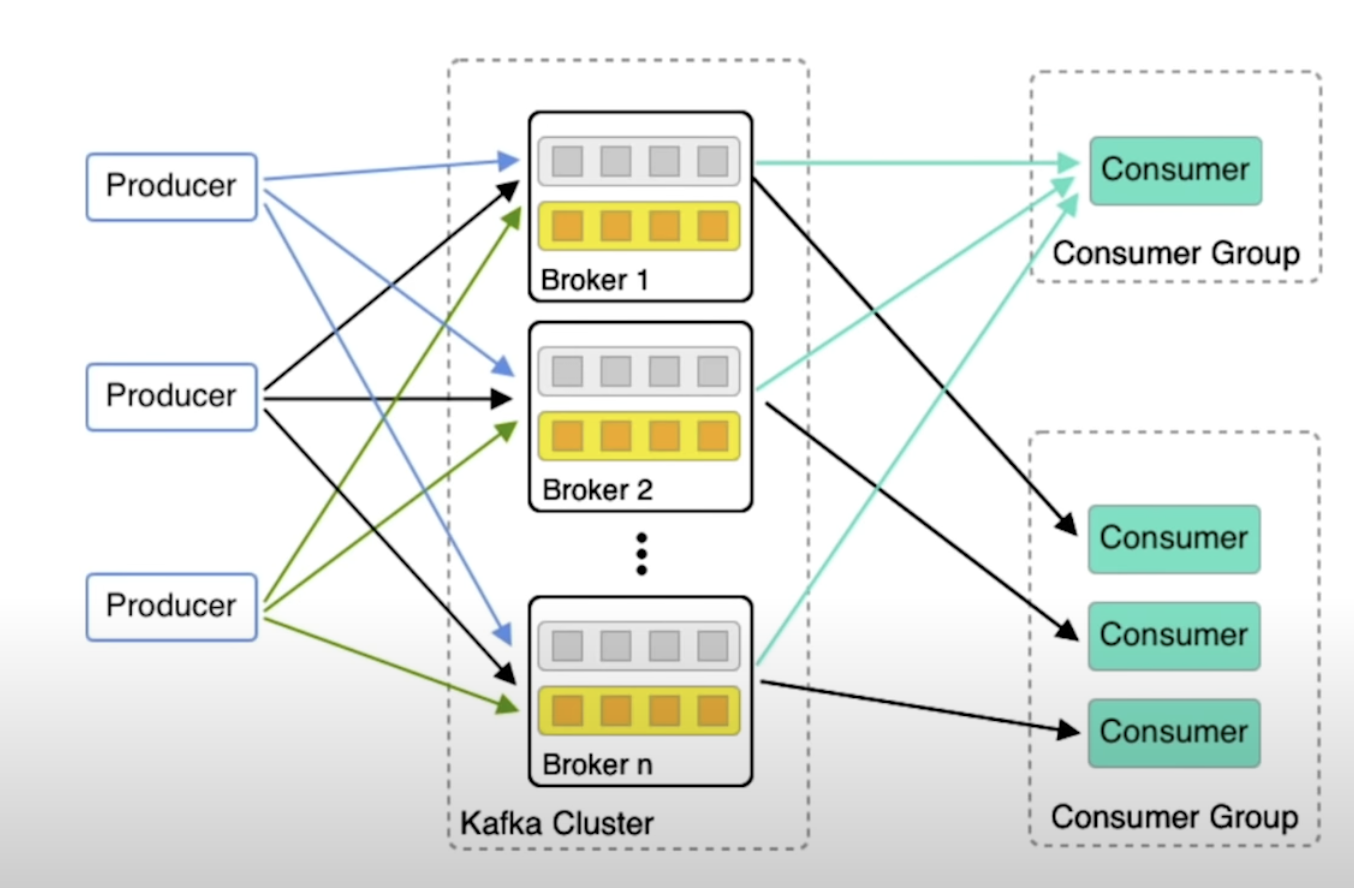 Producer
Producer
Producer
Broker 1
Broker 2
Broker n
Kafka Cluster
Consumer
Consumer Group
Consumer
Consumer
Consumer
Consumer Group